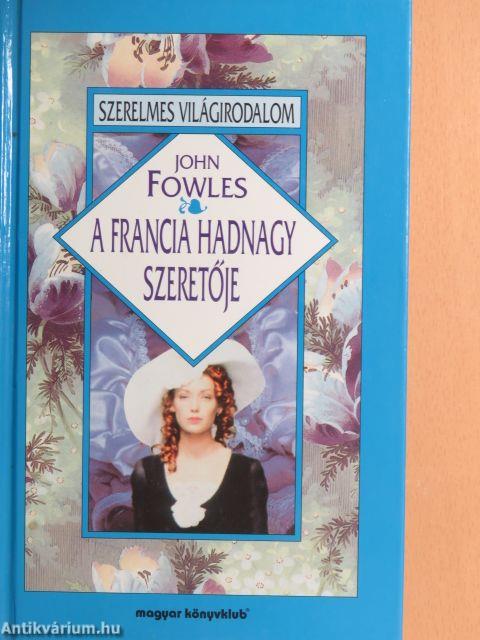 SZERELMES VILÁGIRODALOM
JOHN
FOWLES
A FRANCIA HADNAGY
SZERETŐJE
magyar könyvklub®
Antikvárium.hu